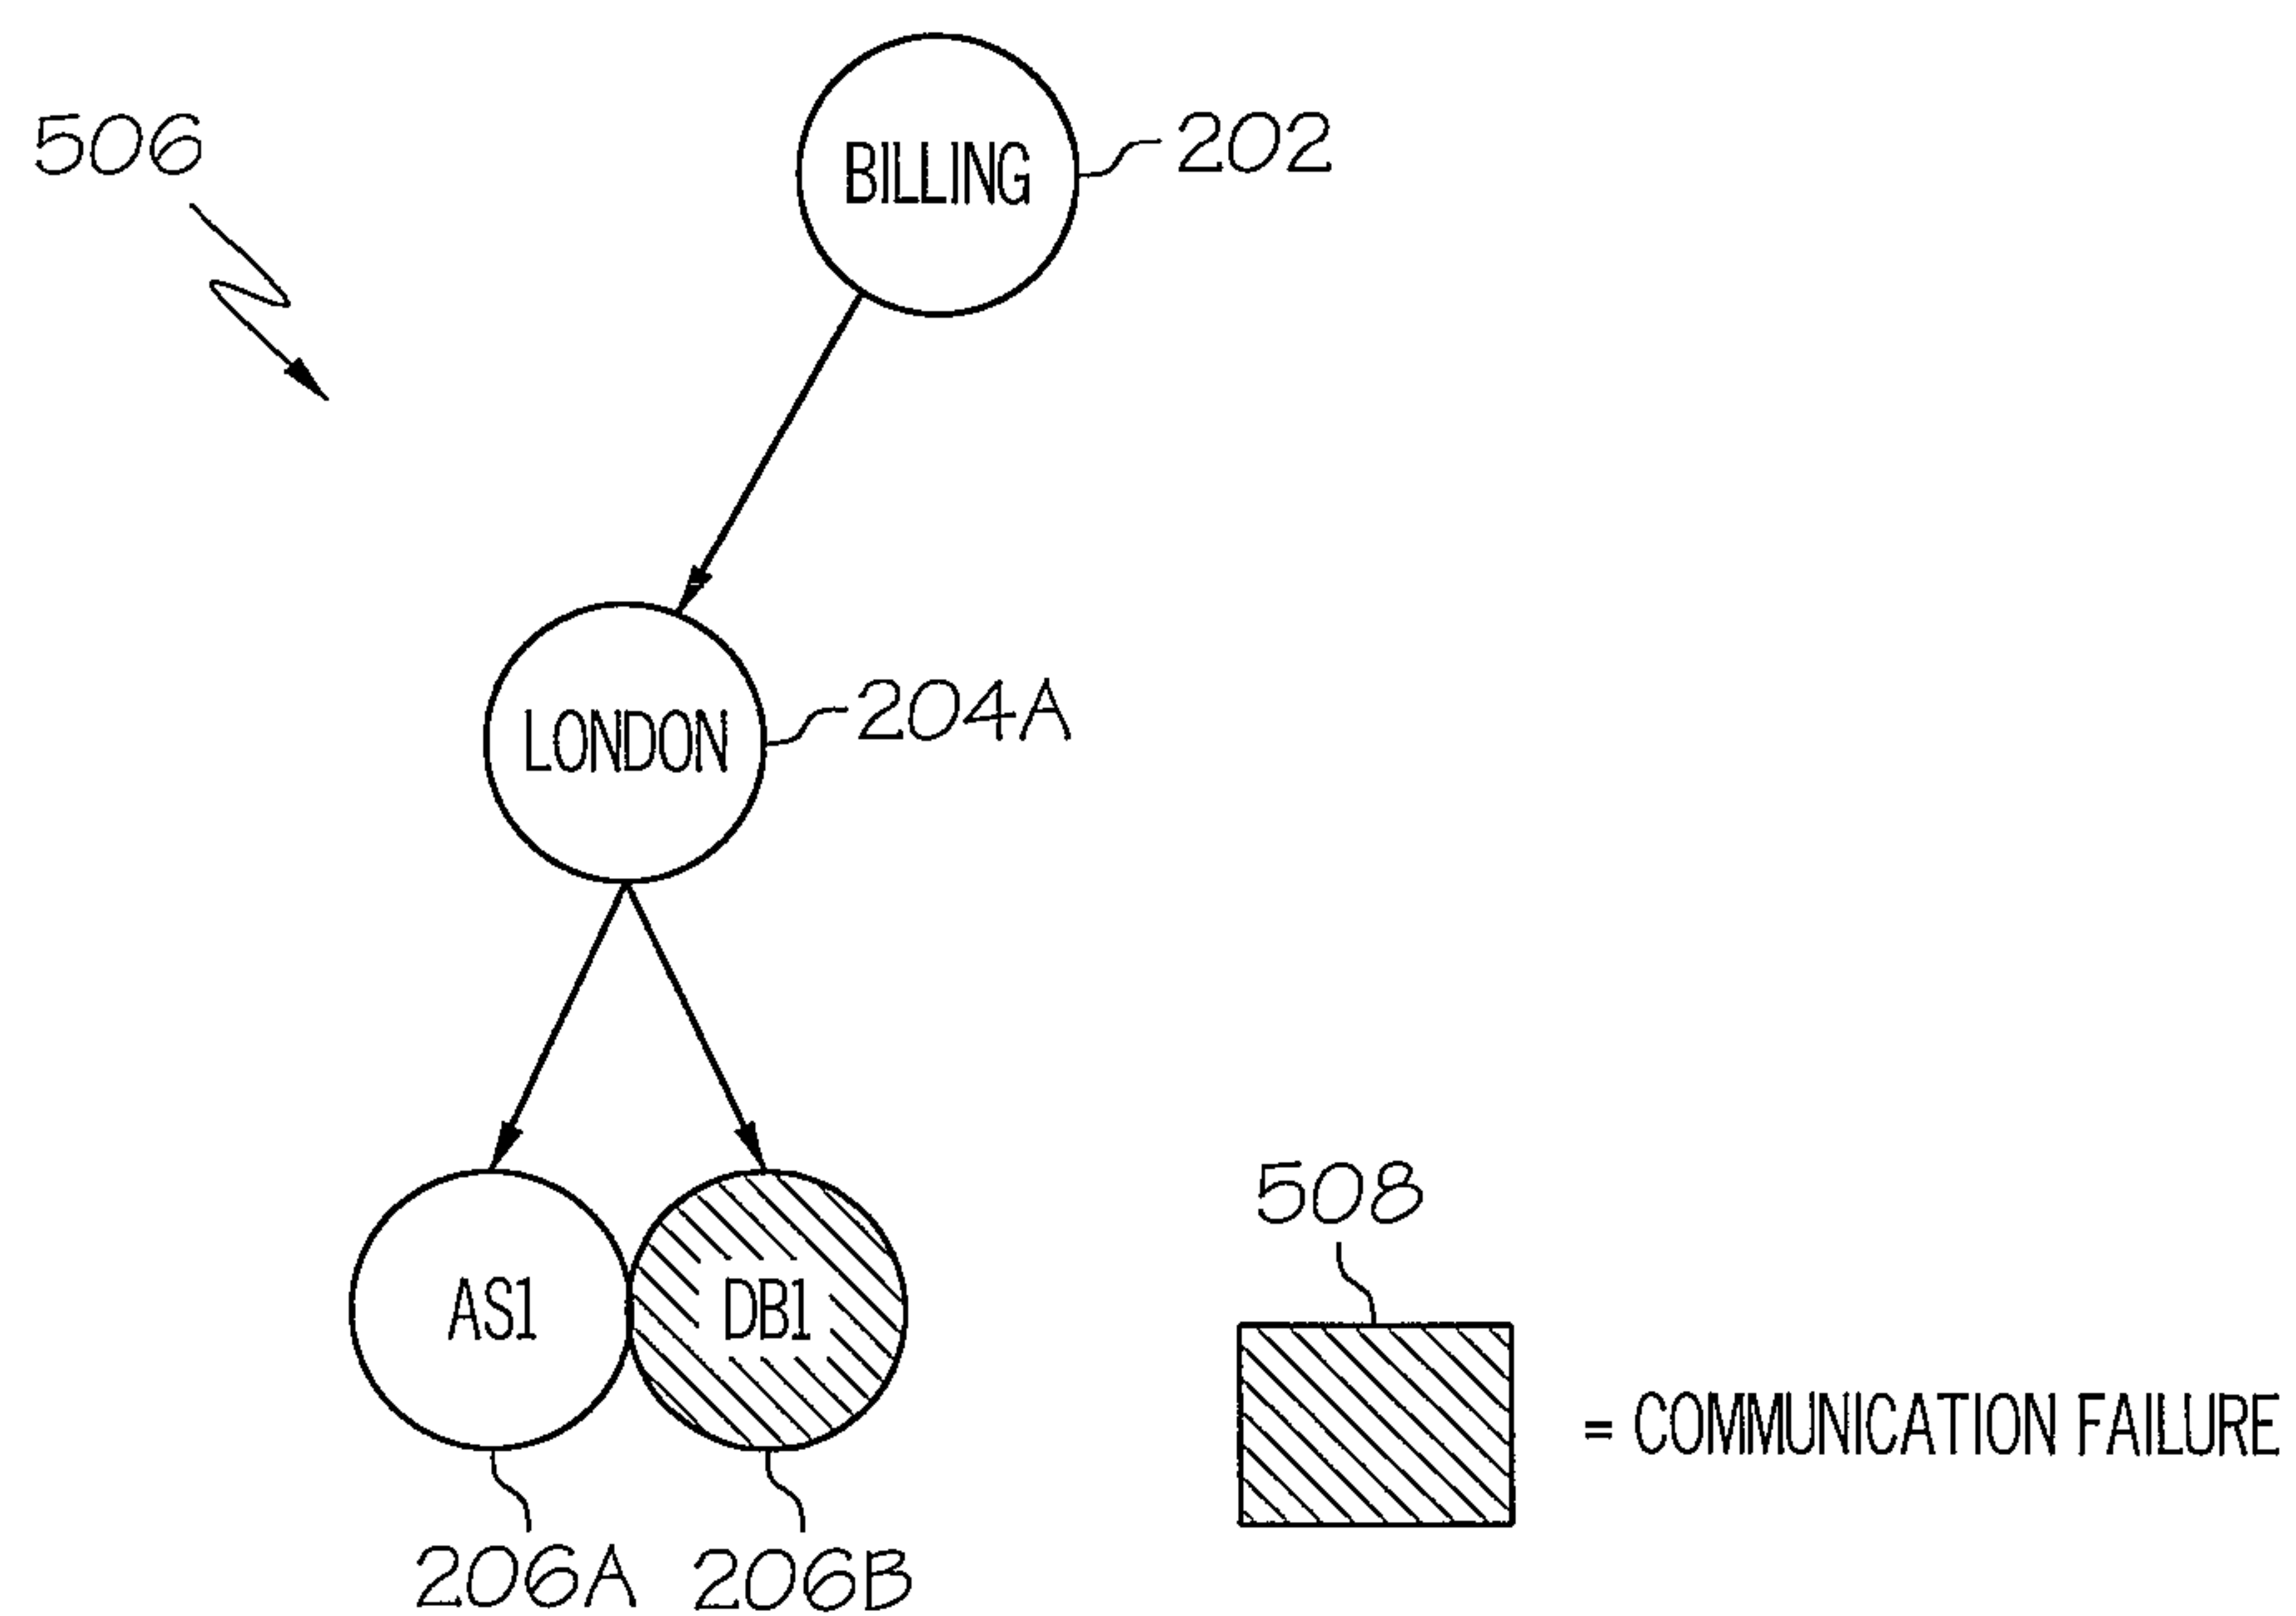 506
BILLING
202
LONDON
204A
AS1
DB1
206A
206B
508
= COMMUNICATION FAILURE